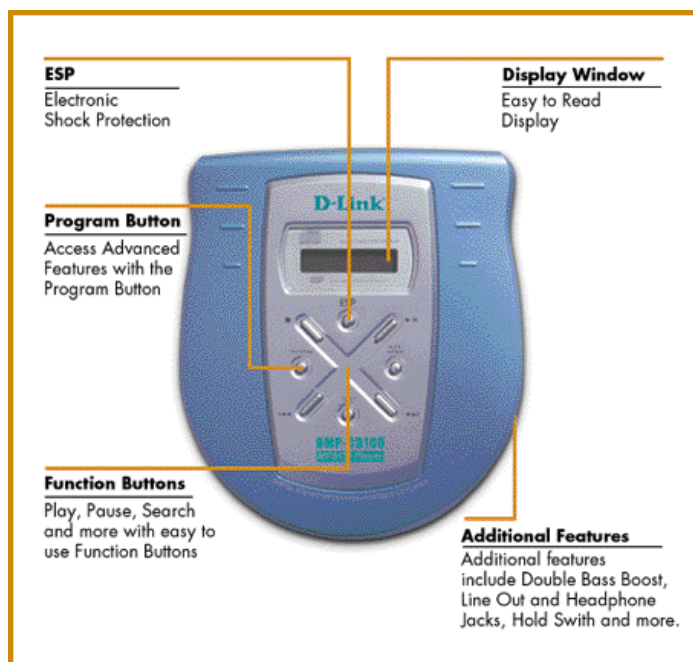 ESP
Electronic
Shock Protection
Display Window
Easy to Read
Display
D-Link
Program Button
Access Advanced
Features with the
Program Button
ESP
Function Buttons
Play, Pause, Search
and more with easy to
use Function Buttons
Additional Features
Additional features
include Double Bass Boost,
Line Out and Headphone
Jacks, Hold Swith and more.